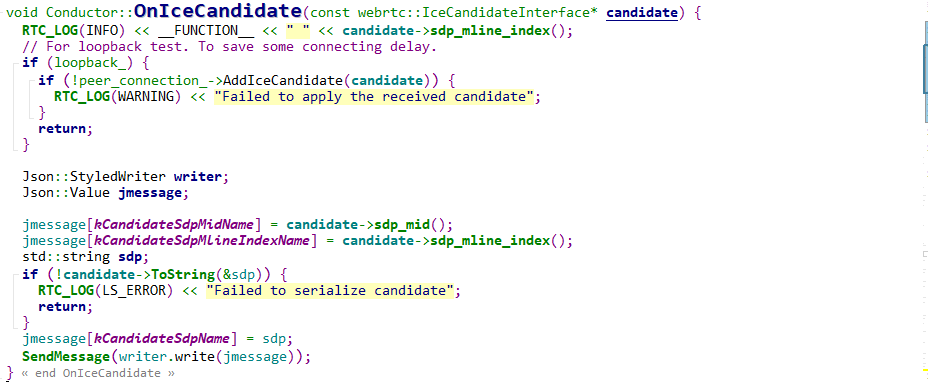 void Conductor::OnIceCandidate(const webrtc::IceCandidateInterface* candidate) {
  RTC_LOG(INFO) << __FUNCTION__ << " " << candidate->sdp_mline_index();
  // For loopback test. To save some connecting delay.
  if (loopback_) {
    if (!peer_connection_->AddIceCandidate(candidate)) {
      RTC_LOG(WARNING) << "Failed to apply the received candidate";
    }
    return;
  }

  Json::StyledWriter writer;
  Json::Value jmessage;

  jmessage[kCandidateSdpMidName] = candidate->sdp_mid();
  jmessage[kCandidateSdpMlineIndexName] = candidate->sdp_mline_index();
  std::string sdp;
  if (!candidate->ToString(&sdp)) {
    RTC_LOG(LS_ERROR) << "Failed to serialize candidate";
    return;
  }
  jmessage[kCandidateSdpName] = sdp;
  SendMessage(writer.write(jmessage));
} « end OnIceCandidate »